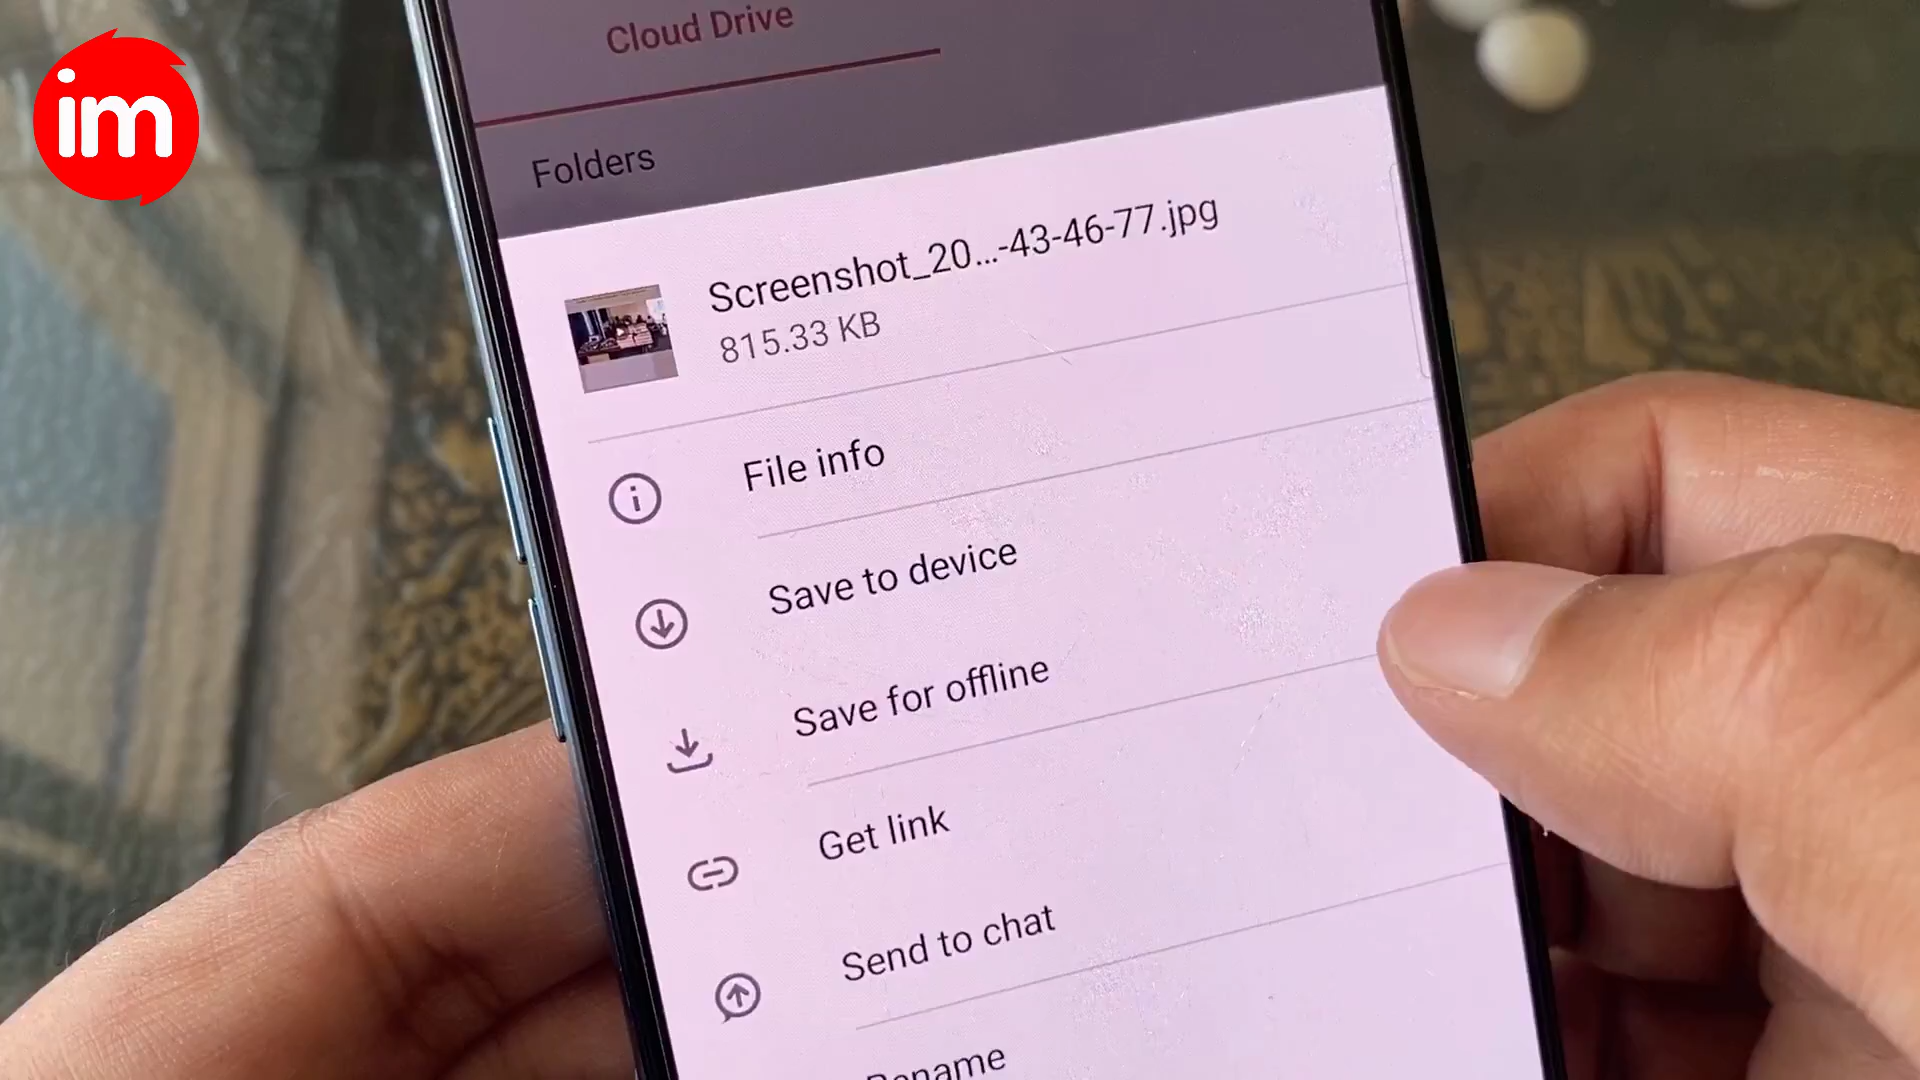 im
Cloud Drive
Folders
Screenshot_20...-43-46-77.jpg
815.33 KB
File info
Save to device
Save for offline
Get link
Send to chat
Rename